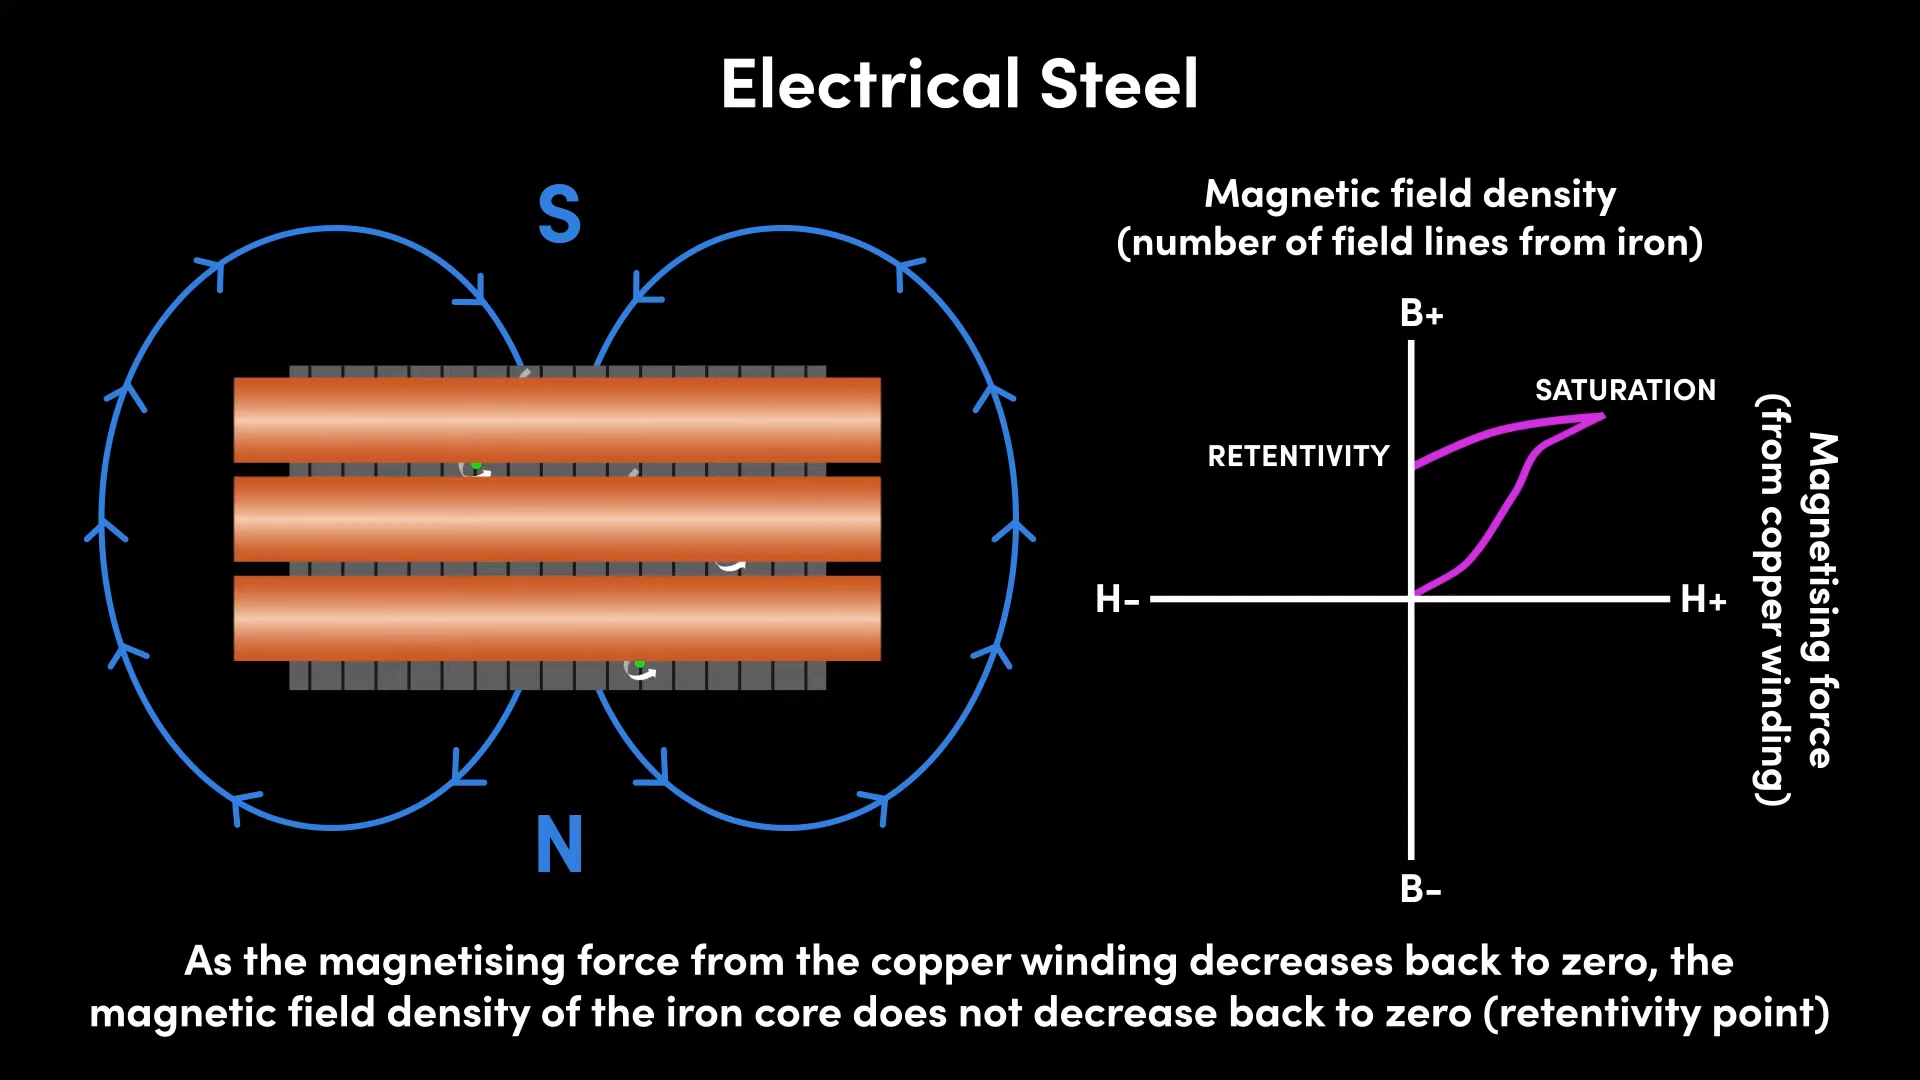 Electrical Steel
S
N
Magnetic field density
(number of field lines from iron)
B+
SATURATION
RETENTIVITY
H-
H+
B-
Magnetising force
(from copper winding)
As the magnetising force from the copper winding decreases back to zero, the
magnetic field density of the iron core does not decrease back to zero (retentivity point)